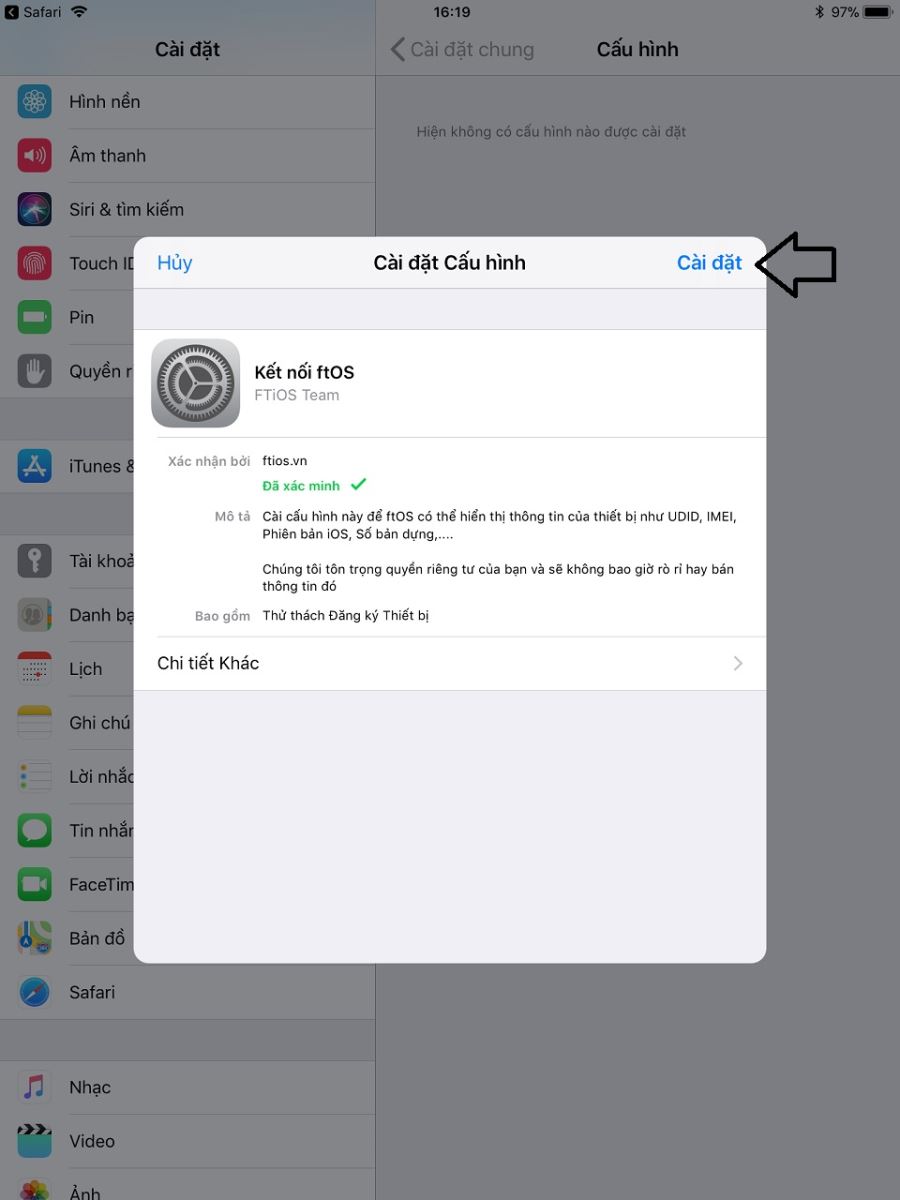 Safari
16:19
97%
Cài đặt
Cài đặt chung
Cấu hình
Hình nền
Âm thanh
Siri & tìm kiếm
Touch ID
Pin
Quyền r
iTunes &
Tài khoả
Danh bạ
Lịch
Ghi chú
Lời nhắc
Tin nhắn
FaceTim
Bản đồ
Safari
Nhạc
Video
Ảnh
Hiện không có cấu hình nào được cài đặt
Hủy
Cài đặt Cấu hình
Cài đặt
Kết nối ftOS
FTiOS Team
Xác nhận bởi ftios.vn
Đã xác minh
Mô tả Cài cấu hình này để ftOS có thể hiển thị thông tin của thiết bị như UDID, IMEI,
Phiên bản iOS, Số bản dựng,....
Chúng tôi tôn trọng quyền riêng tư của bạn và sẽ không bao giờ rò rỉ hay bán
thông tin đó
Bao gồm Thử thách Đăng ký Thiết bị
Chi tiết Khác